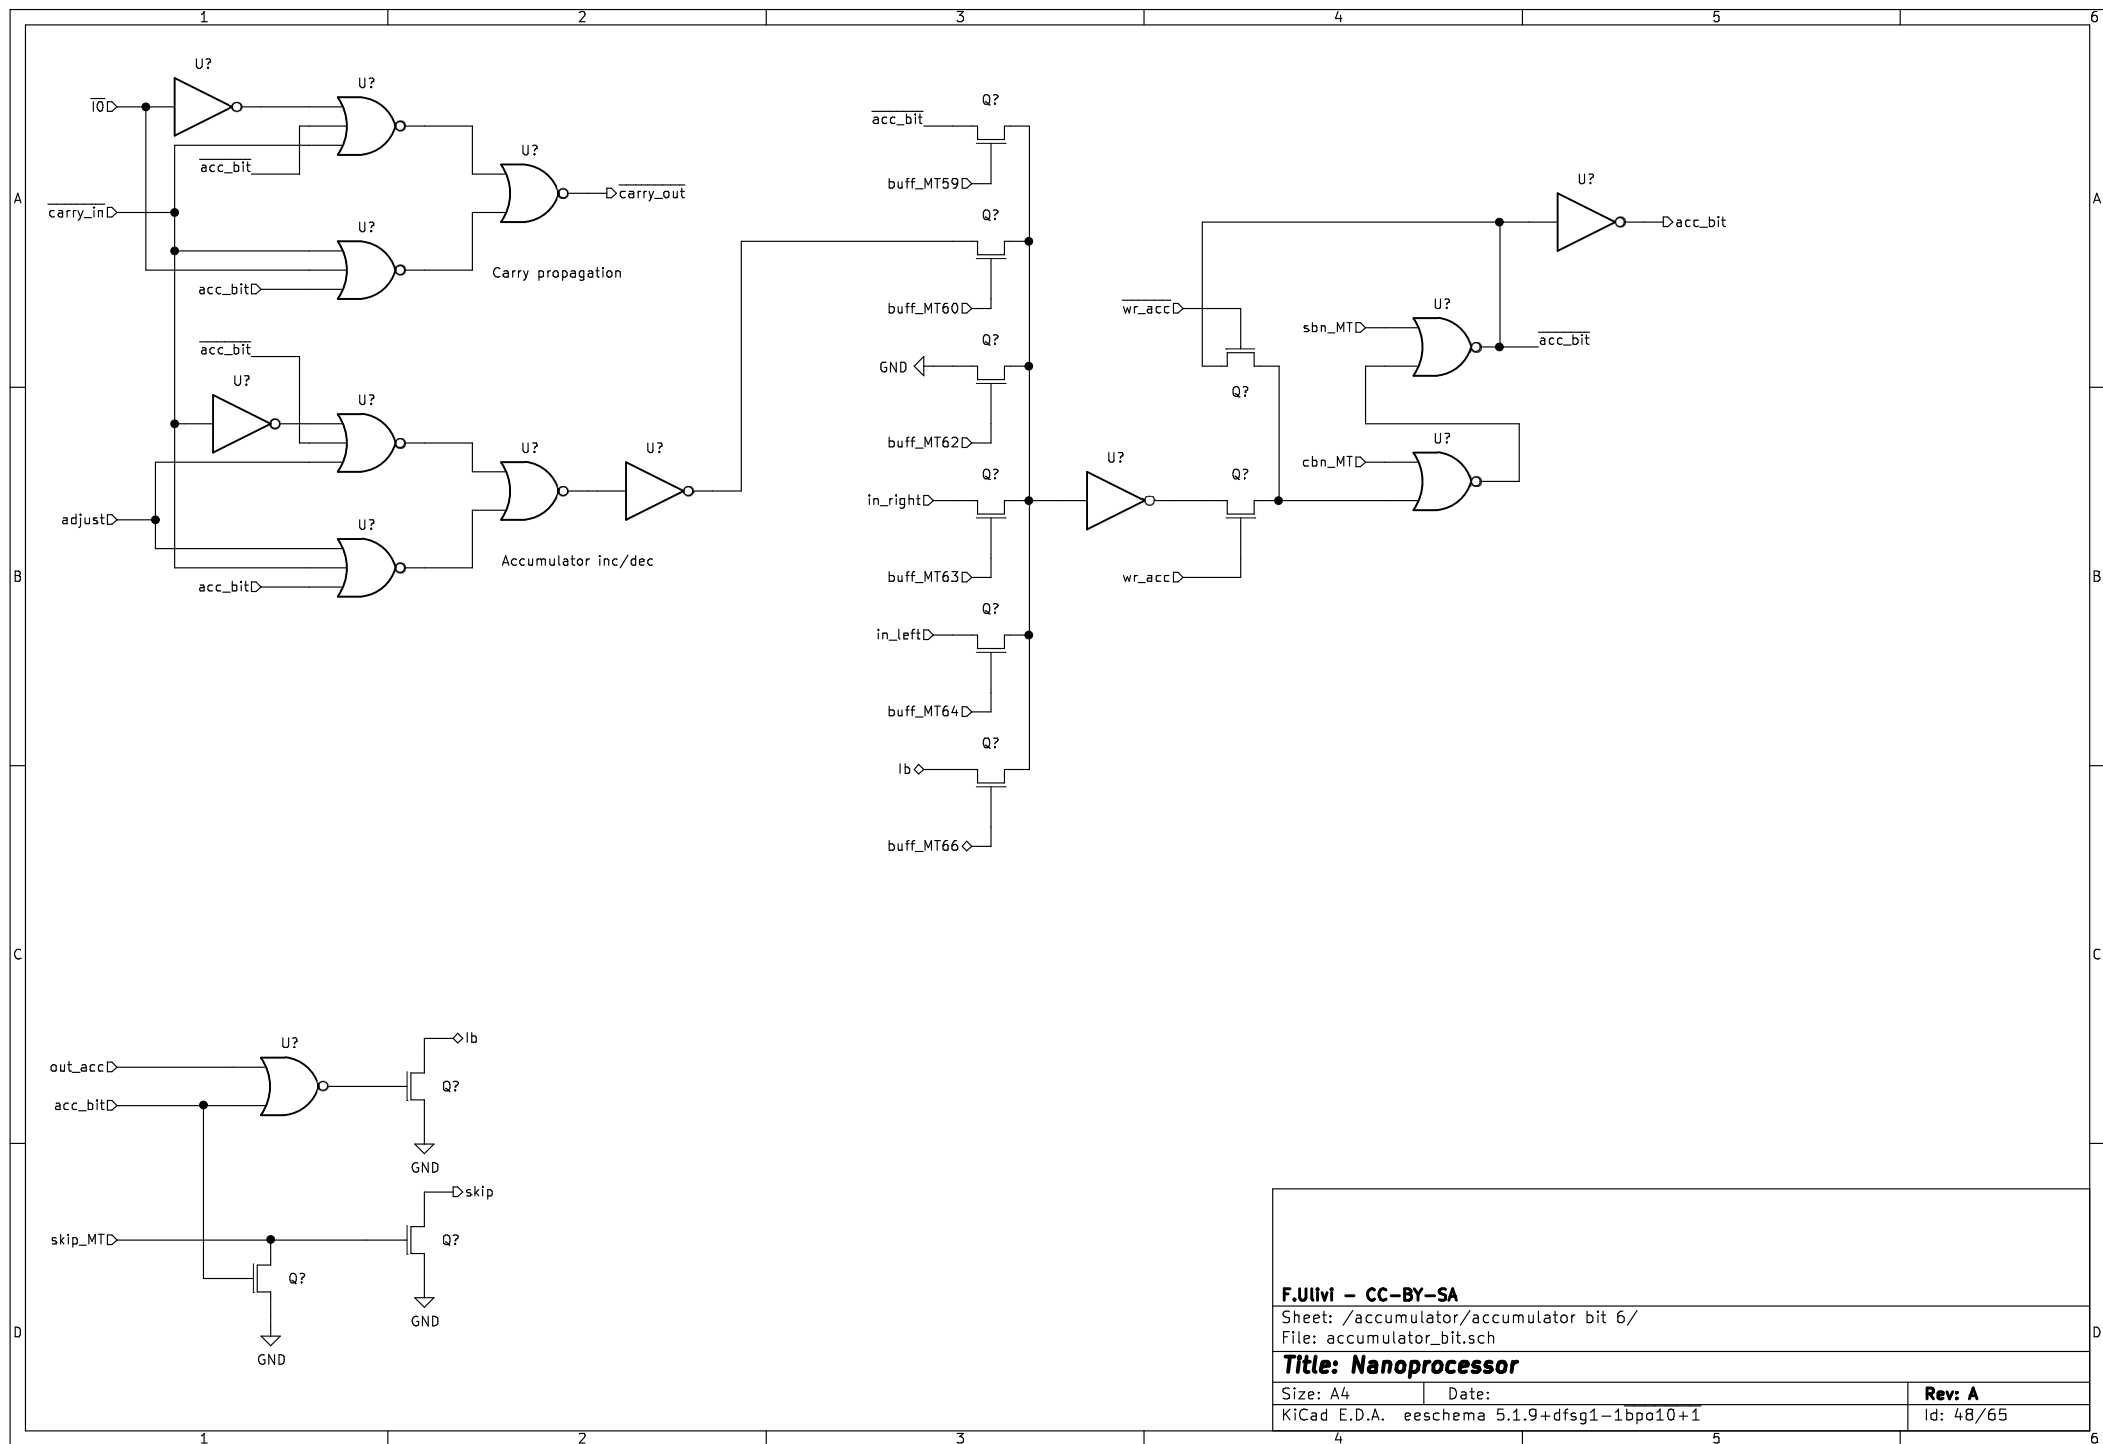 1 2 3 4 5 6
U?
U?
I0
acc_bit
U?
carry_out
carry_in
U?
acc_bit
Carry propagation
acc_bit
U?
U?
U?
U?
adjust
U?
acc_bit
Accumulator inc/dec
Q?
acc_bit
buff_MT59
Q?
buff_MT60
Q?
GND
buff_MT62
Q?
in_right
buff_MT63
Q?
in_left
buff_MT64
Q?
Ib
buff_MT66
U?
wr_acc
Q?
Q?
wr_acc
U?
acc_bit
U?
sbn_MT
acc_bit
U?
cbn_MT
out_acc
acc_bit
U?
Ib
Q?
GND
skip
skip_MT
Q?
Q?
GND
GND
A A
B B
C C
D D
F.Ulivi - CC-BY-SA
Sheet: /accumulator/accumulator bit 6/
File: accumulator_bit.sch
Title: Nanoprocessor
Size: A4 Date: Rev: A
KiCad E.D.A. eeschema 5.1.9+dfsg1-1bpo10+1 Id: 48/65
1 2 3 4 5 6